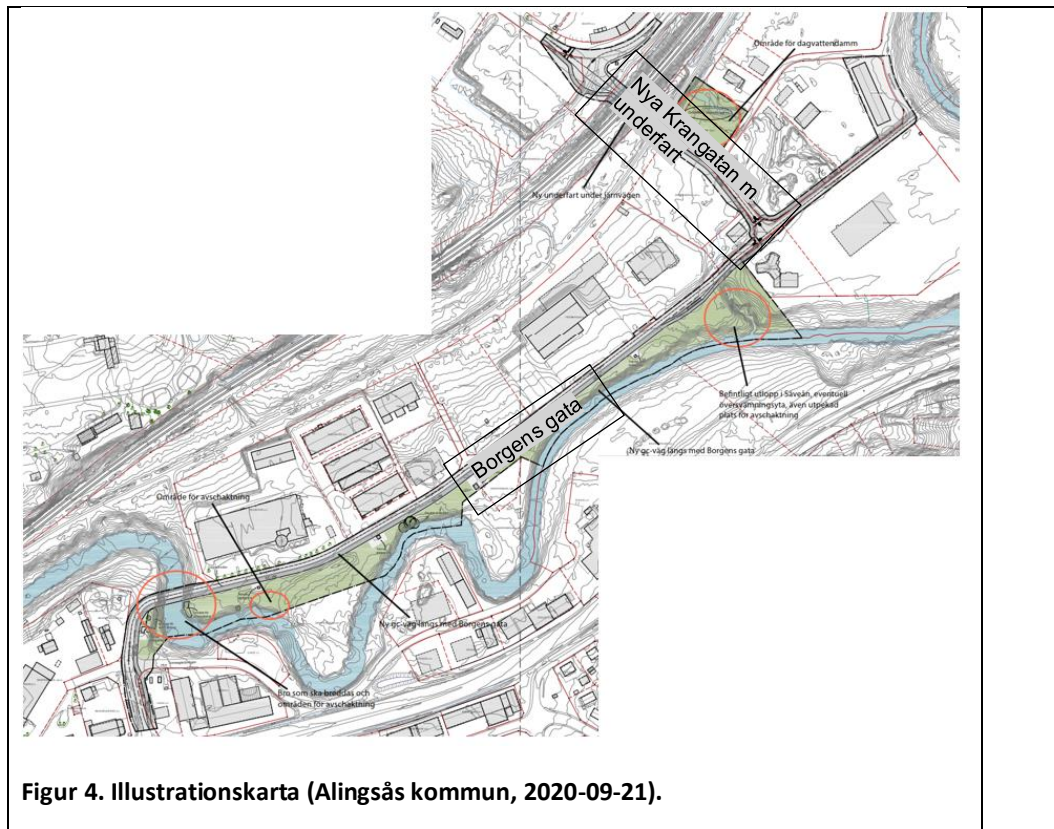 Område för dagvattendamm
Nya Krangatan m
underfart
Ny underfart under järnvägen
Befintligt utlopp i Säveån, eventuell
översvämningsyta, även utpekad
plats för avschaktning
Borgens gata
Ny gc-väg längs med Borgens gata
Område för avschaktning
Ny gc-väg längs med Borgens gata
Bro som ska breddas och
områden för avschaktning
Figur 4. Illustrationskarta (Alingsås kommun, 2020-09-21).